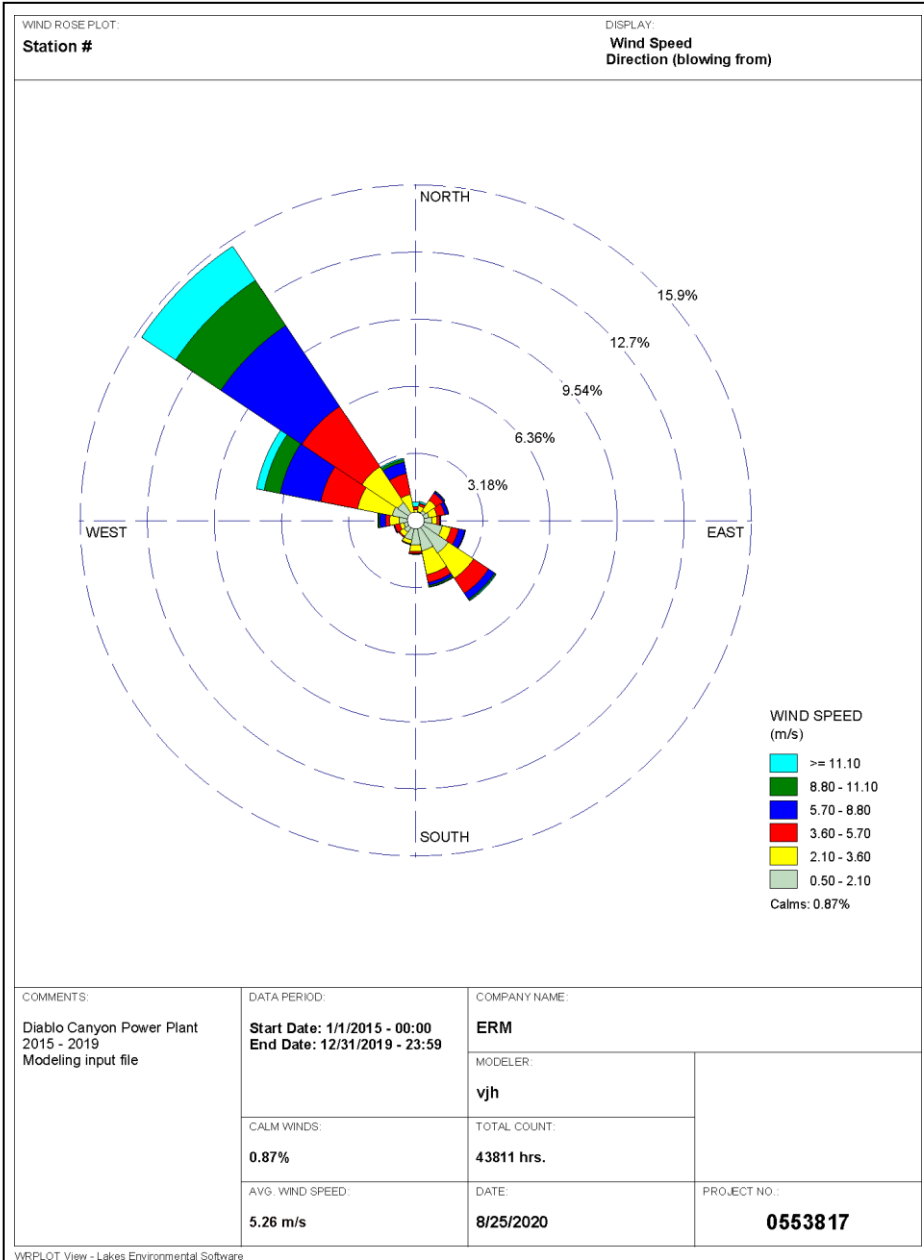 WIND ROSE PLOT:
Station #
DISPLAY:
Wind Speed
Direction (blowing from)
NORTH
15.9%
12.7%
9.54%
6.36%
3.18%
WEST
EAST
SOUTH
WIND SPEED
(m/s)
>= 11.10
8.80 - 11.10
5.70 - 8.80
3.60 - 5.70
2.10 - 3.60
0.50 - 2.10
Calms: 0.87%
COMMENTS:
Diablo Canyon Power Plant
2015 - 2019
Modeling input file
DATA PERIOD:
Start Date: 1/1/2015 - 00:00
End Date: 12/31/2019 - 23:59
COMPANY NAME:
ERM
MODELER:
vjh
CALM WINDS:
0.87%
TOTAL COUNT:
43811 hrs.
AVG. WIND SPEED:
5.26 m/s
DATE:
8/25/2020
PROJECT NO.:
0553817
WRPLOT View - Lakes Environmental Software